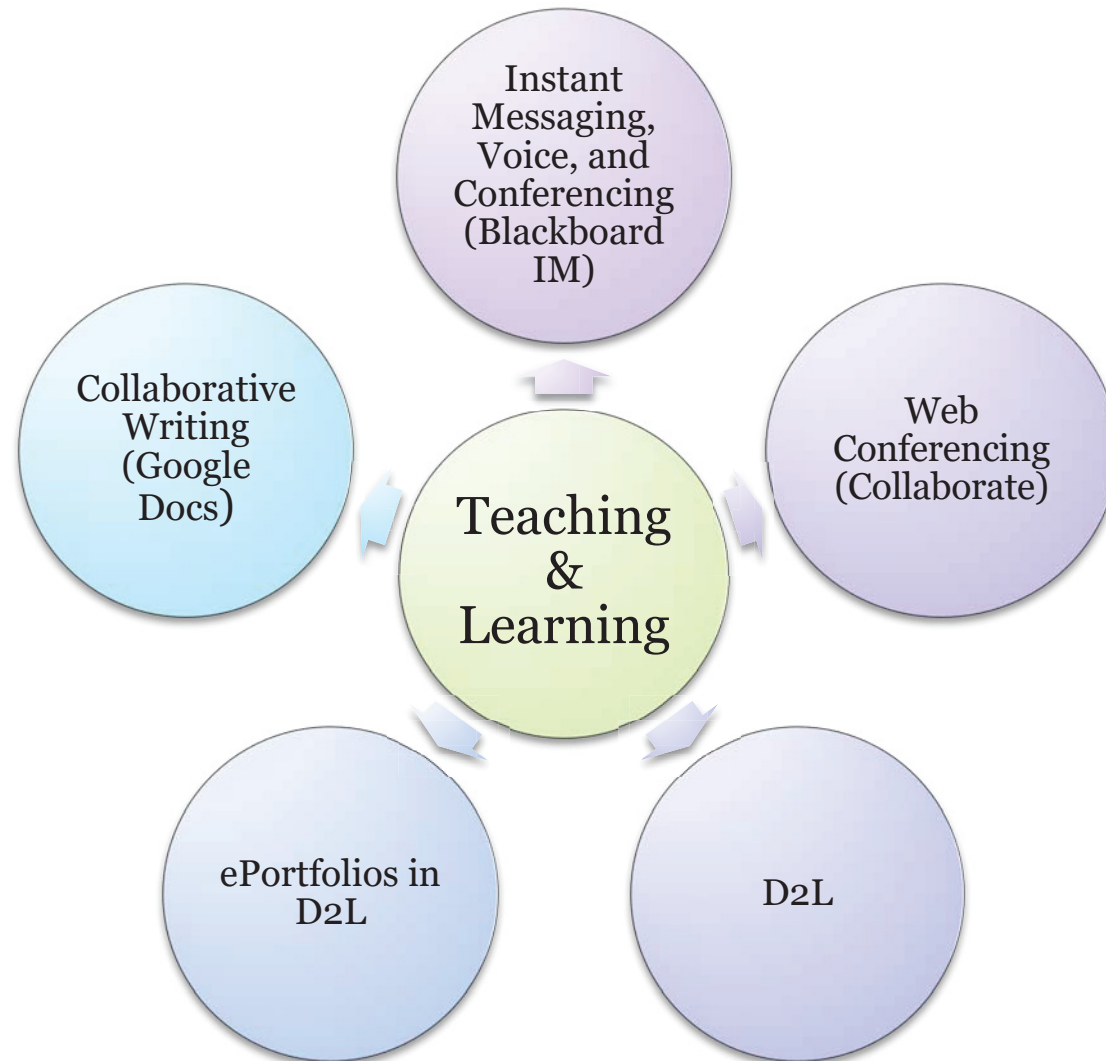 Instant
Messaging,
Voice, and
Conferencing
(Blackboard
IM)
Collaborative
Writing
(Google
Docs)
Web
Conferencing
(Collaborate)
Teaching
&
Learning
ePortfolios in
D2L
D2L